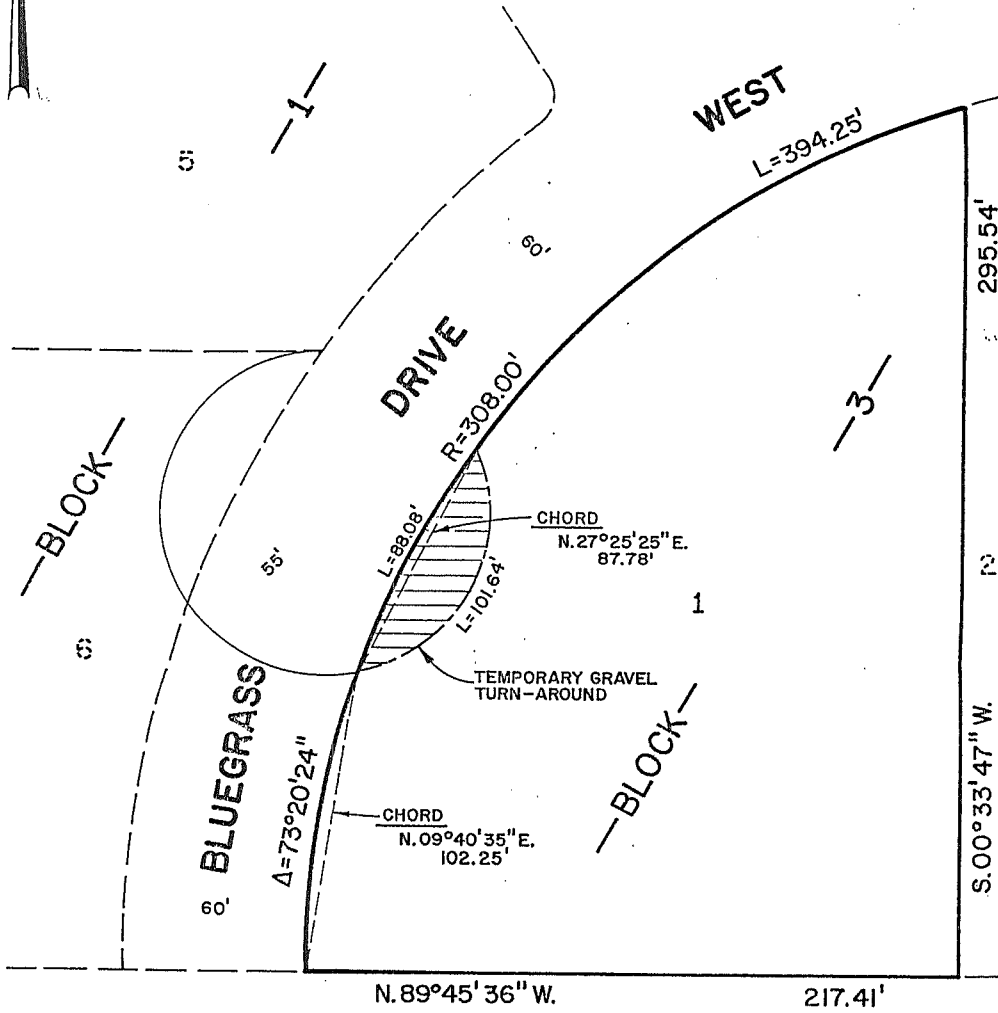 —1—
5
WEST
L=394.25'
295.54'
60'
DRIVE
R=308.00'
—3—
—BLOCK—
CHORD
N.27°25'25"E.
87.78'
L=88.08'
55'
L=101.64'
1
2
6
TEMPORARY GRAVEL
TURN-AROUND
BLUEGRASS
—BLOCK—
S.00°33'47"W.
Δ=73°20'24"
CHORD
N.09°40'35"E.
102.25'
60'
N.89°45'36"W.
217.41'